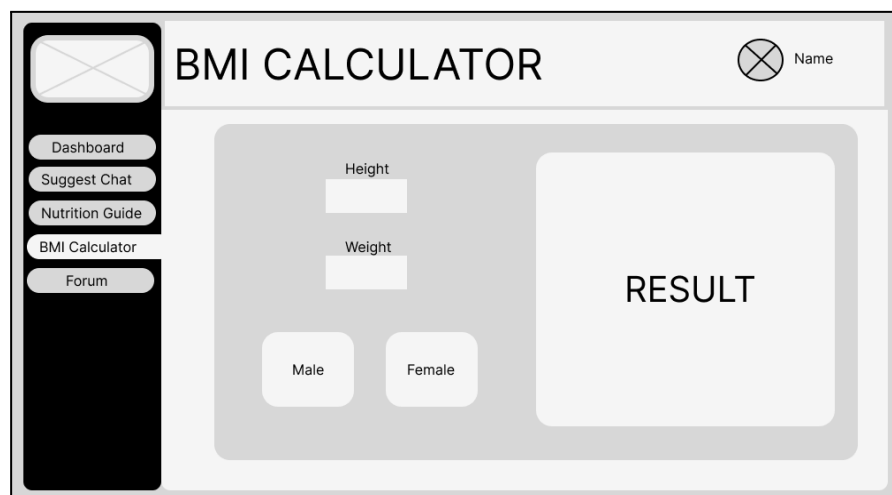 BMI CALCULATOR
Name
Dashboard
Suggest Chat
Nutrition Guide
BMI Calculator
Forum
Height
Weight
Male
Female
RESULT